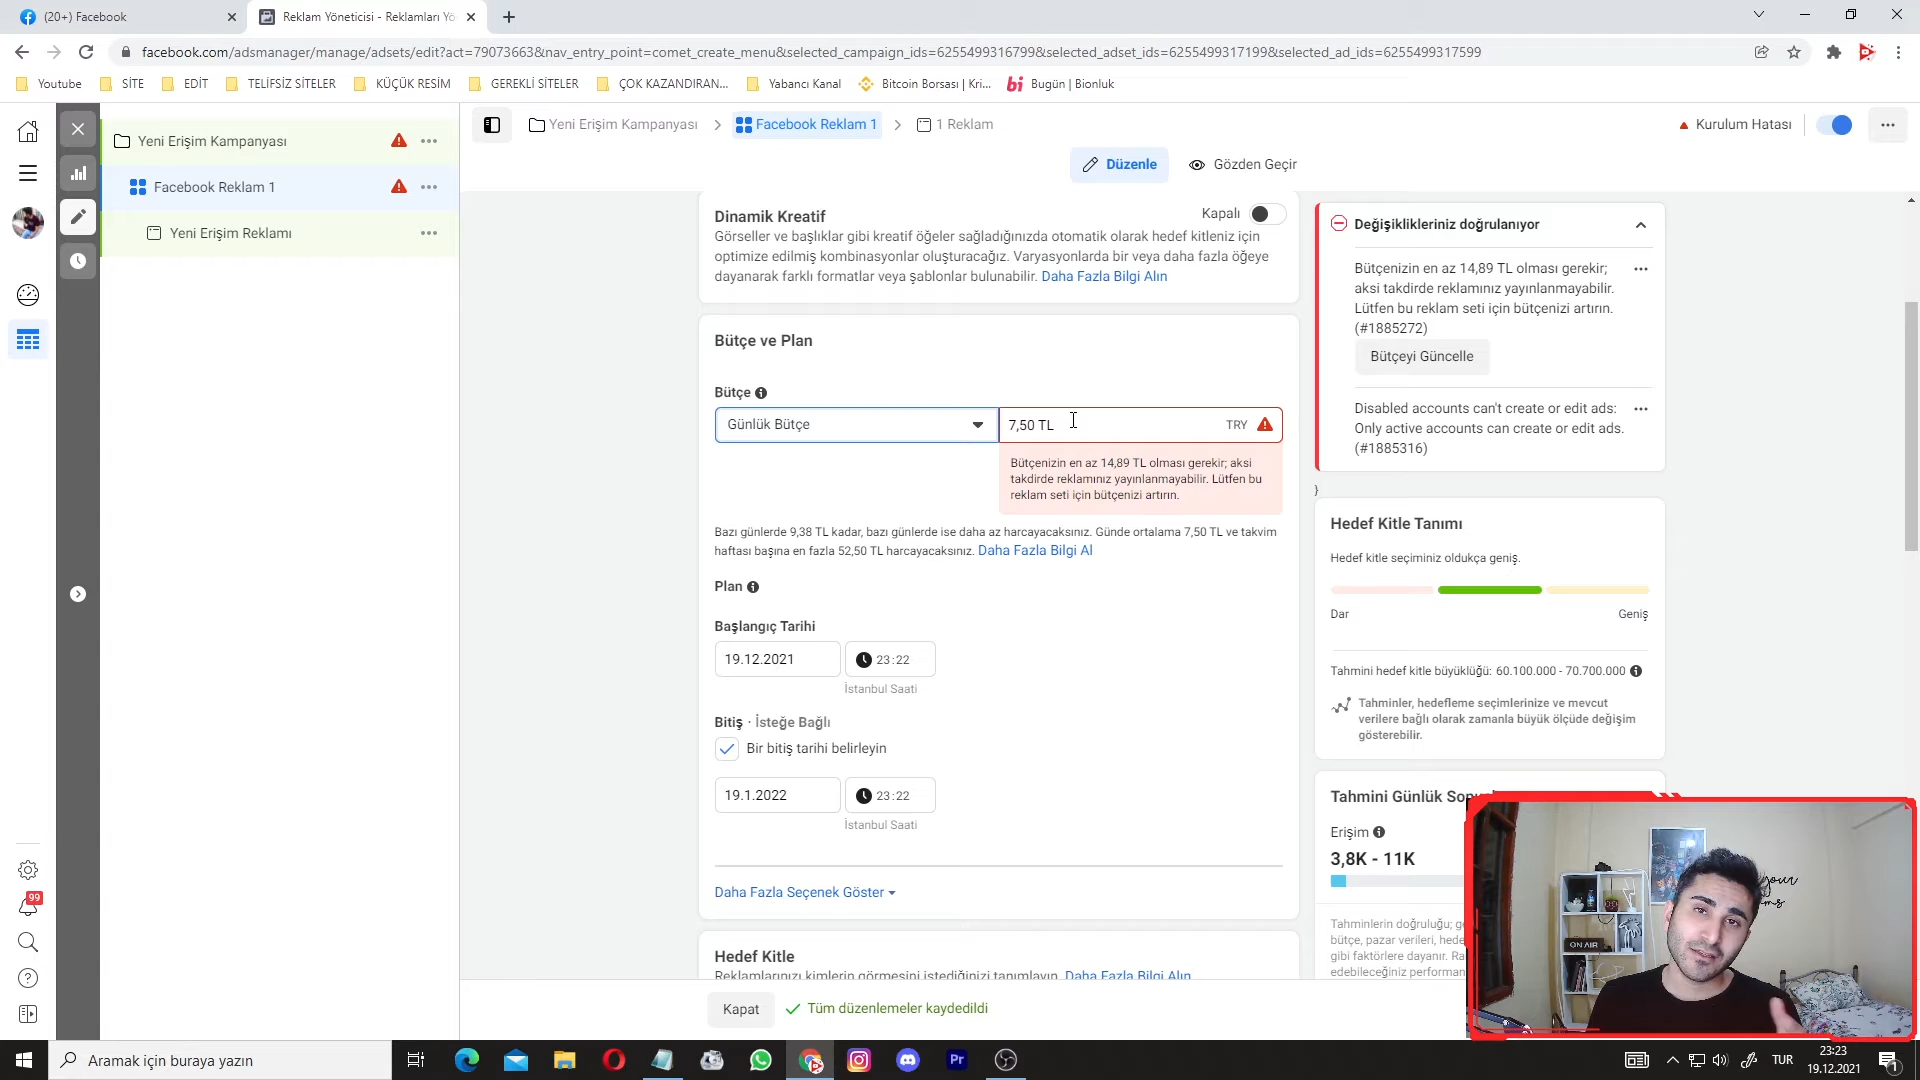 (20+) Facebook
Reklam Yöneticisi - Reklamları Yö
facebook.com/adsmanager/manage/adsets/edit?act=79073663&nav_entry_point=comet_create_menu&selected_campaign_ids=6255499316799&selected_adset_ids=6255499317199&selected_ad_ids=6255499317599
Youtube
SİTE
EDİT
TELİFSİZ SİTELER
KÜÇÜK RESİM
GEREKLİ SİTELER
ÇOK KAZANDIRAN...
Yabancı Kanal
Bitcoin Borsası | Kri...
bi Bugün | Bionluk
Yeni Erişim Kampanyası
Facebook Reklam 1
Yeni Erişim Reklamı
99
Yeni Erişim Kampanyası
Facebook Reklam 1
1 Reklam
Kurulum Hatası
Düzenle
Gözden Geçir
Dinamik Kreatif
Kapalı
Görseller ve başlıklar gibi kreatif öğeler sağladığınızda otomatik olarak hedef kitleniz için
optimize edilmiş kombinasyonlar oluşturacağız. Varyasyonlarda bir veya daha fazla öğeye
dayanarak farklı formatlar veya şablonlar bulunabilir. Daha Fazla Bilgi Alın
Bütçe ve Plan
Bütçe
Günlük Bütçe
7,50 TL
TRY
Bütçenizin en az 14,89 TL olması gerekir; aksi
takdirde reklamınız yayınlanmayabilir. Lütfen bu
reklam seti için bütçenizi artırın.
Bazı günlerde 9,38 TL kadar, bazı günlerde ise daha az harcayacaksınız. Günde ortalama 7,50 TL ve takvim
haftası başına en fazla 52,50 TL harcayacaksınız. Daha Fazla Bilgi Al
Plan
Başlangıç Tarihi
19.12.2021
23:22
İstanbul Saati
Bitiş · İsteğe Bağlı
Bir bitiş tarihi belirleyin
19.1.2022
23:22
İstanbul Saati
Daha Fazla Seçenek Göster
Hedef Kitle
Reklamlarınızı kimlerin görmesini istediğinizi tanımlayın. Daha Fazla Bilgi Alın
Kapat
Tüm düzenlemeler kaydedildi
Değişiklikleriniz doğrulanıyor
Bütçenizin en az 14,89 TL olması gerekir;
aksi takdirde reklamınız yayınlanmayabilir.
Lütfen bu reklam seti için bütçenizi artırın.
(#1885272)
Bütçeyi Güncelle
Disabled accounts can't create or edit ads:
Only active accounts can create or edit ads.
(#1885316)
}
Hedef Kitle Tanımı
Hedef kitle seçiminiz oldukça geniş.
Dar
Geniş
Tahmini hedef kitle büyüklüğü: 60.100.000 - 70.700.000
Tahminler, hedefleme seçimlerinize ve mevcut
verilere bağlı olarak zamanla büyük ölçüde değişim
gösterebilir.
Tahmini Günlük
Erişim
3,8K - 11K
Tahminlerin doğruluğu;
bütçe, pazar verileri,
gibi faktörlere dayanır.
edebileceğiniz
ON AIR
Aramak için buraya yazın
Pr
TUR
23:23
19.12.2021
1